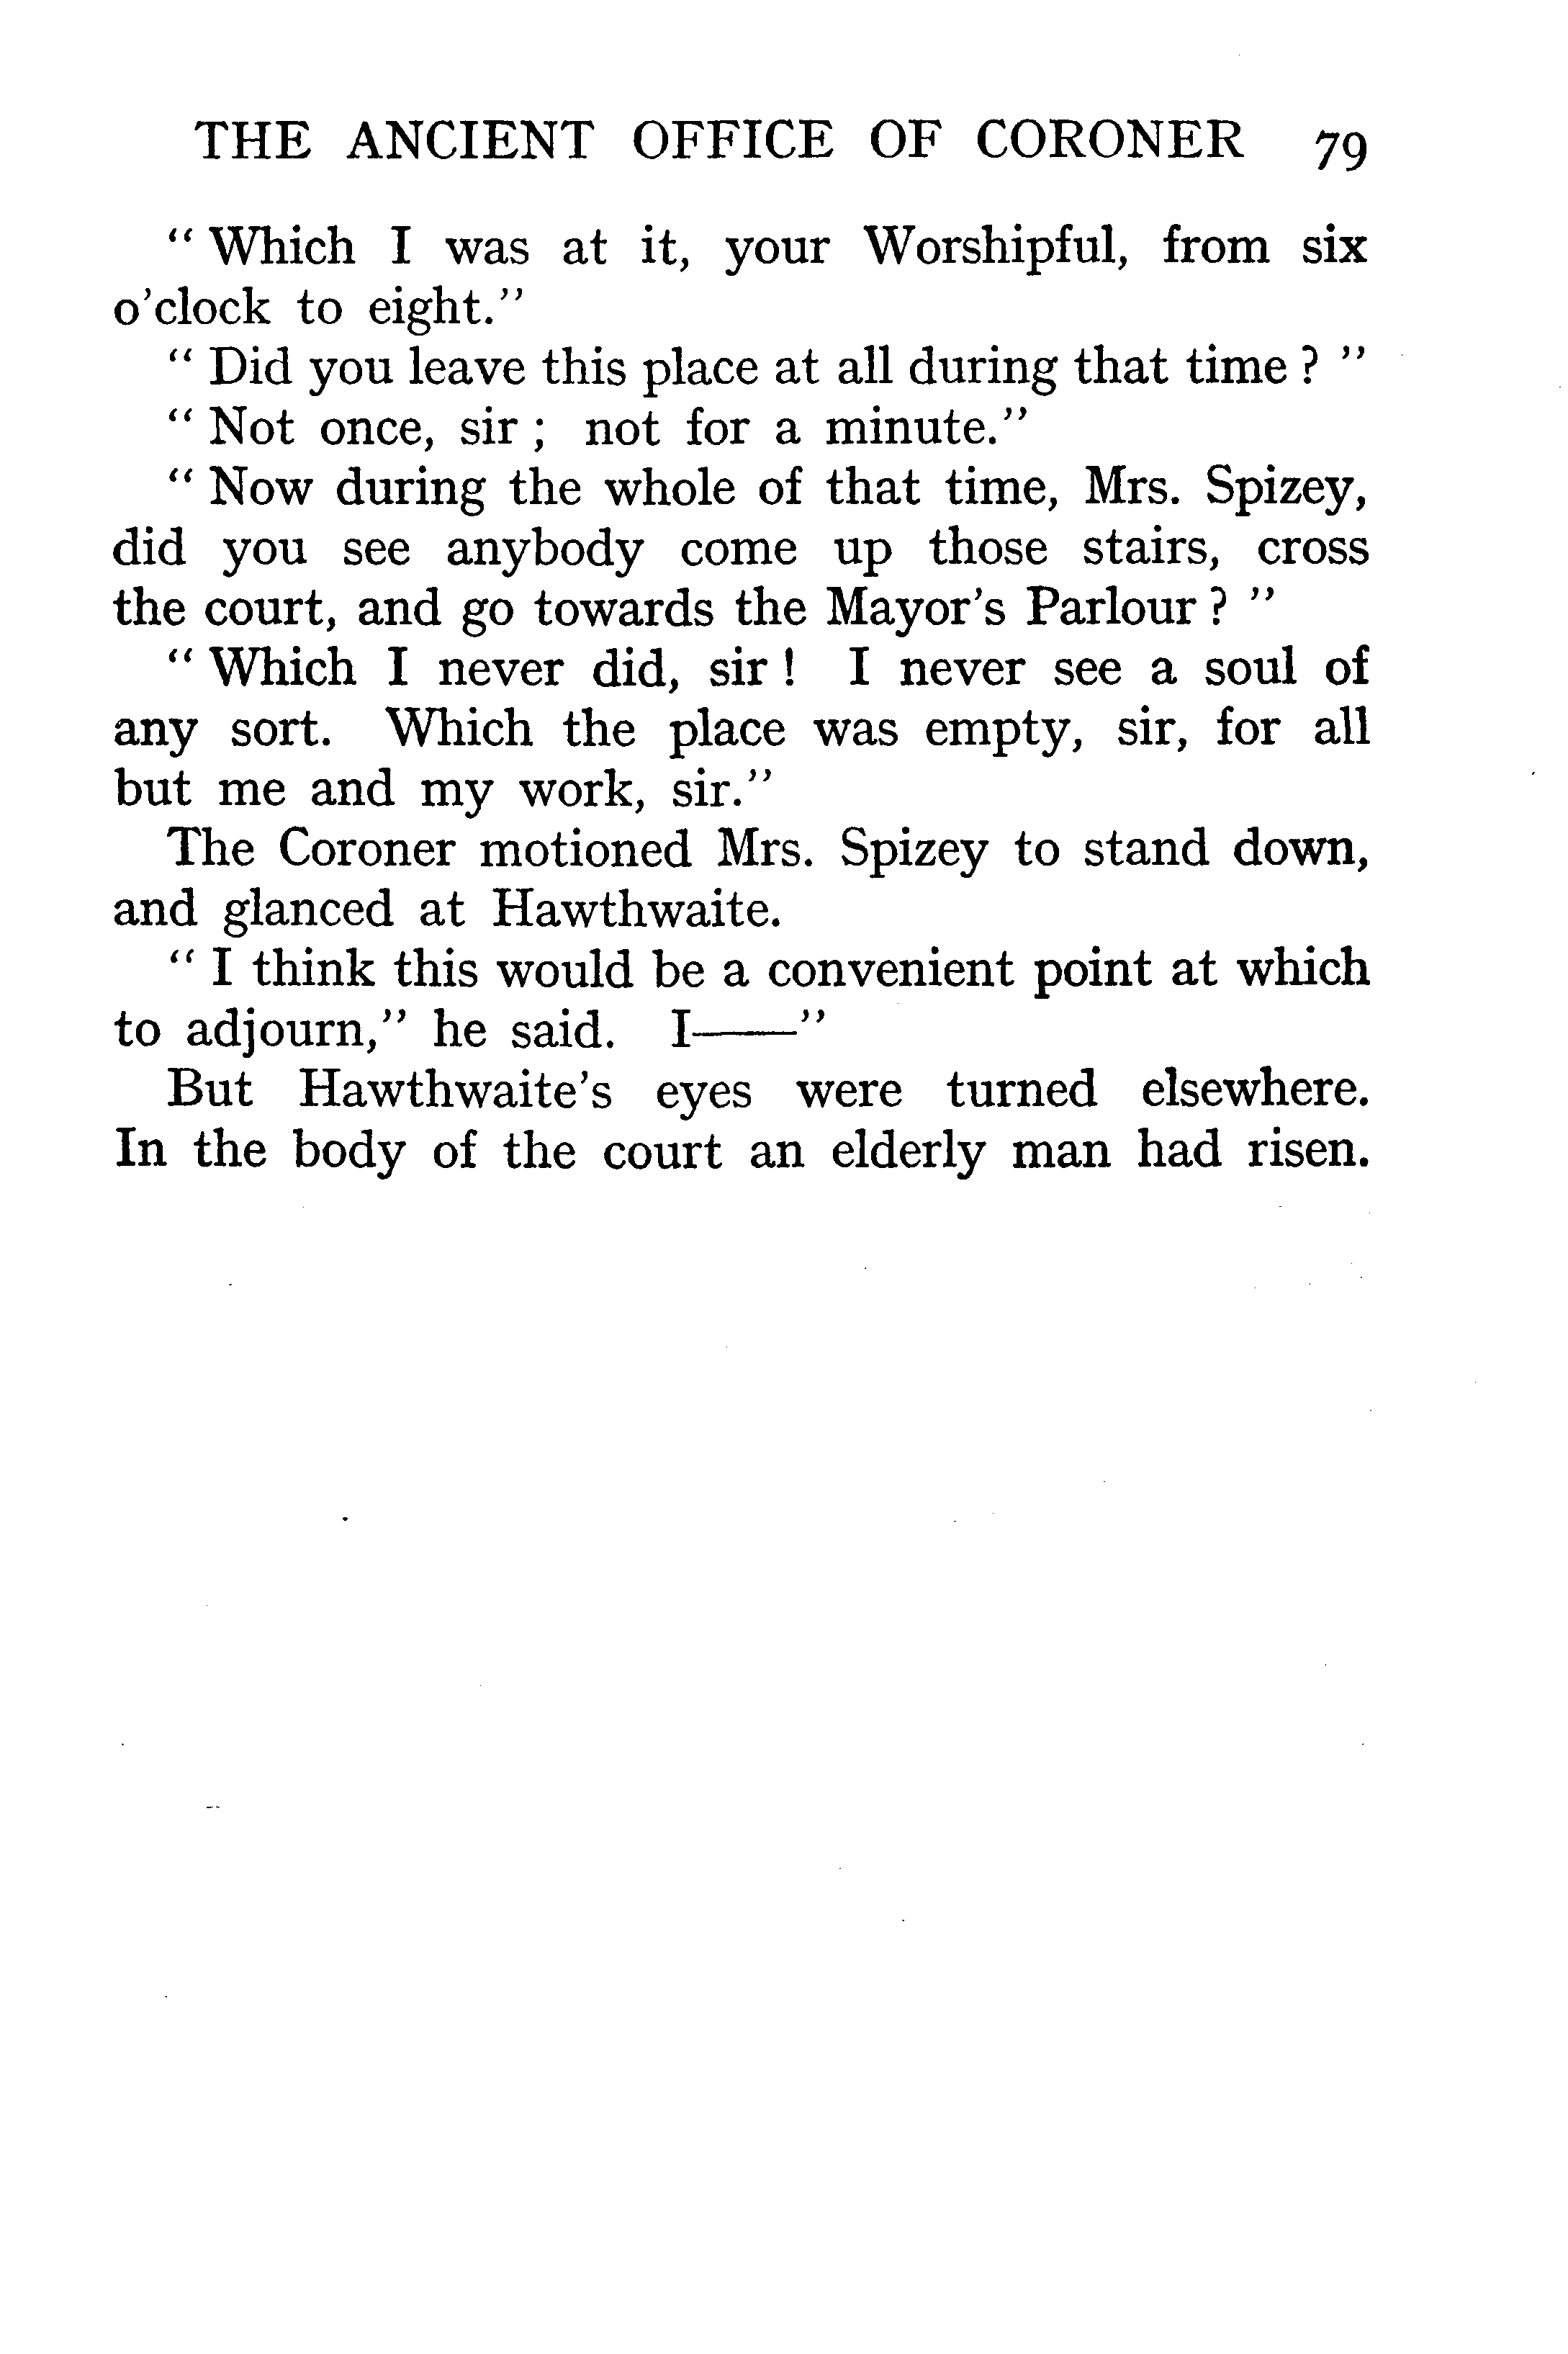 THE ANCIENT OFFICE OF CORONER 79
“ Which I was at it, your Worshipful, from six
o’clock to eight.”
“ Did you leave this place at all during that time ? ”
“ Not once, sir ; not for a minute.”
“ Now during the whole of that time, Mrs. Spizey,
did you see anybody come up those stairs, cross
the court, and go towards the Mayor’s Parlour ? ”
“ Which I never did, sir ! I never see a soul of
any sort. Which the place was empty, sir, for all
but me and my work, sir.”
The Coroner motioned Mrs. Spizey to stand down,
and glanced at Hawthwaite.
“ I think this would be a convenient point at which
to adjourn,” he said. I——”
But Hawthwaite’s eyes were turned elsewhere.
In the body of the court an elderly man had risen.